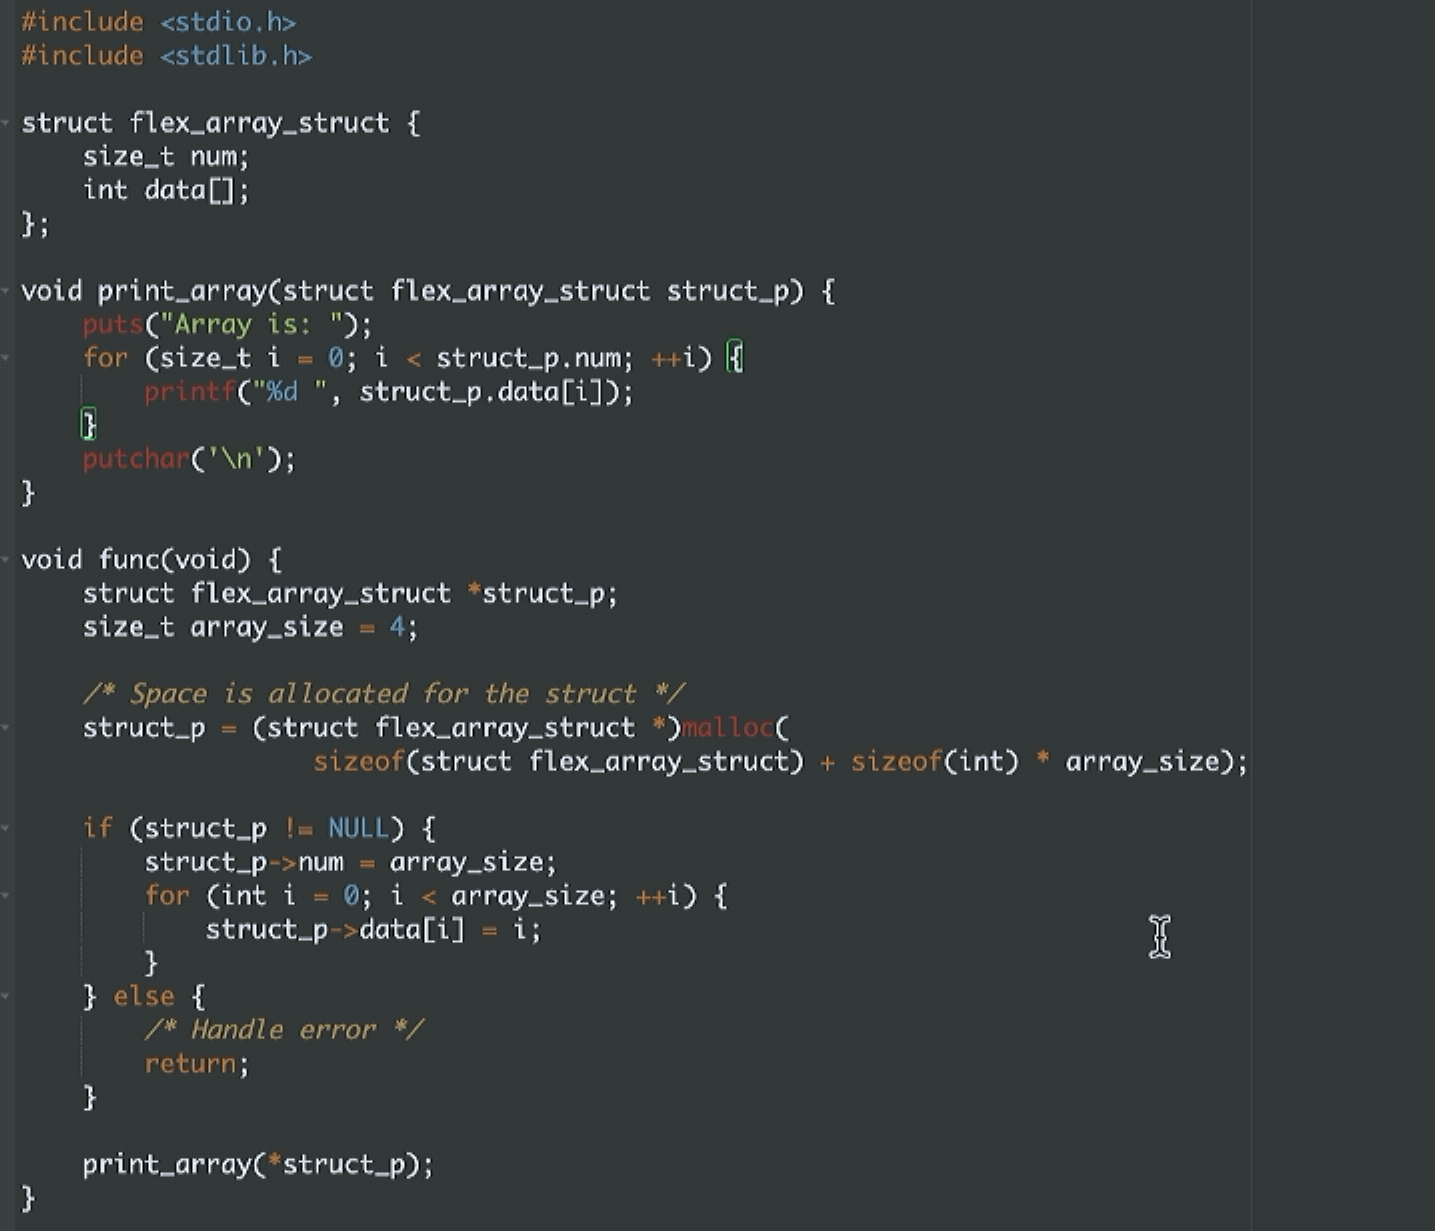 #include <stdio.h>
#include <stdlib.h>

struct flex_array_struct {
    size_t num;
    int data[];
};

void print_array(struct flex_array_struct struct_p) {
    puts("Array is: ");
    for (size_t i = 0; i < struct_p.num; ++i) {
        printf("%d ", struct_p.data[i]);
    }
    putchar('\n');
}

void func(void) {
    struct flex_array_struct *struct_p;
    size_t array_size = 4;

    /* Space is allocated for the struct */
    struct_p = (struct flex_array_struct *)malloc(
                   sizeof(struct flex_array_struct) + sizeof(int) * array_size);

    if (struct_p != NULL) {
        struct_p->num = array_size;
        for (int i = 0; i < array_size; ++i) {
            struct_p->data[i] = i;
        }
    } else {
        /* Handle error */
        return;
    }

    print_array(*struct_p);
}